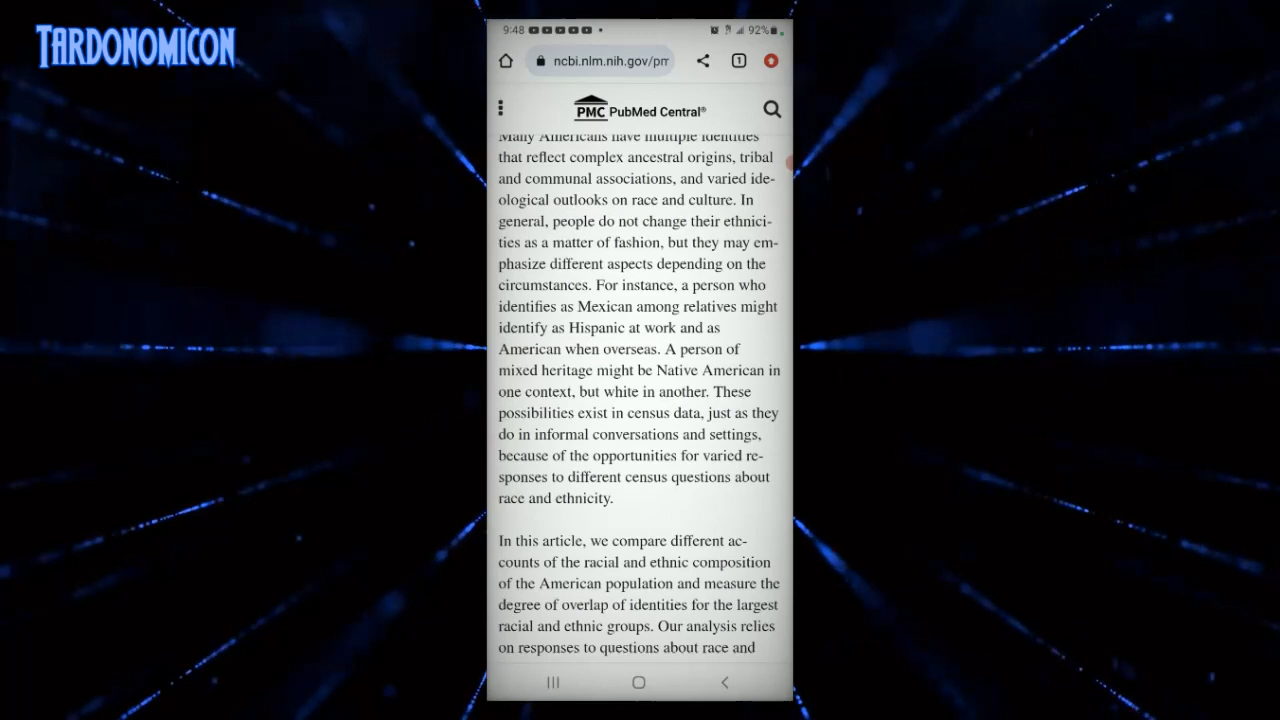 TARDONOMICON
9:48
92%
ncbi.nlm.nih.gov/pm
1
PMC PubMed Central®
Many Americans have multiple identities
that reflect complex ancestral origins, tribal
and communal associations, and varied ide-
ological outlooks on race and culture. In
general, people do not change their ethnici-
ties as a matter of fashion, but they may em-
phasize different aspects depending on the
circumstances. For instance, a person who
identifies as Mexican among relatives might
identify as Hispanic at work and as
American when overseas. A person of
mixed heritage might be Native American in
one context, but white in another. These
possibilities exist in census data, just as they
do in informal conversations and settings,
because of the opportunities for varied re-
sponses to different census questions about
race and ethnicity.
In this article, we compare different ac-
counts of the racial and ethnic composition
of the American population and measure the
degree of overlap of identities for the largest
racial and ethnic groups. Our analysis relies
on responses to questions about race and